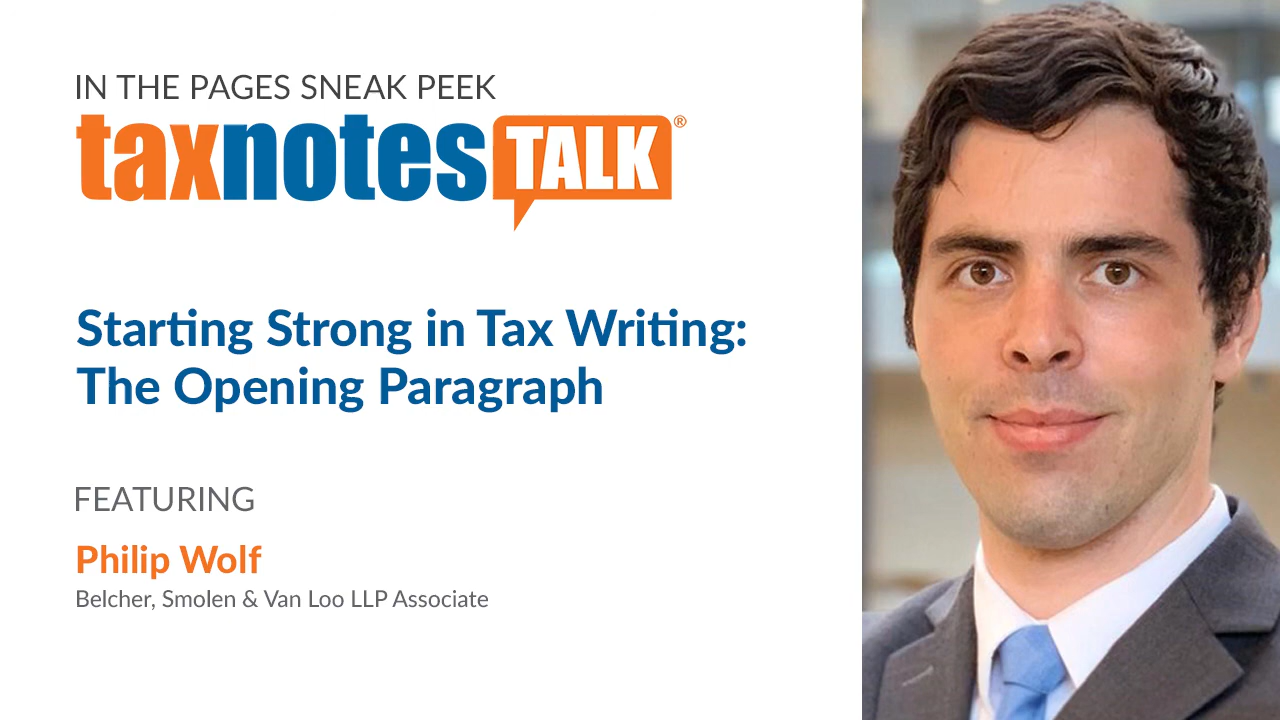 IN THE PAGES SNEAK PEEK
taxnotes TALK®
Starting Strong in Tax Writing:
The Opening Paragraph
FEATURING
Philip Wolf
Belcher, Smolen & Van Loo LLP Associate